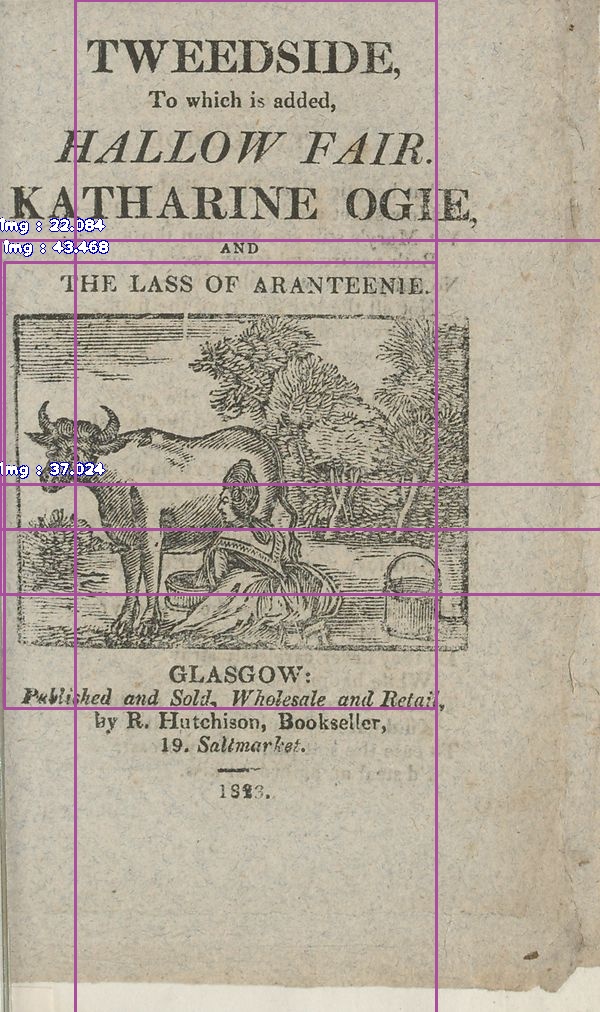 TWEEDSIDE,
To which is added,
HALLOW FAIR.
KATHARINE OGIE,
img : 22.084
AND
img : 43.468
THE LASS OF ARANTEENIE.
img : 37.024
GLASGOW:
Published and Sold, Wholesale and Retail,
by R. Hutchison, Bookseller,
19. Saltmarket.
1823.